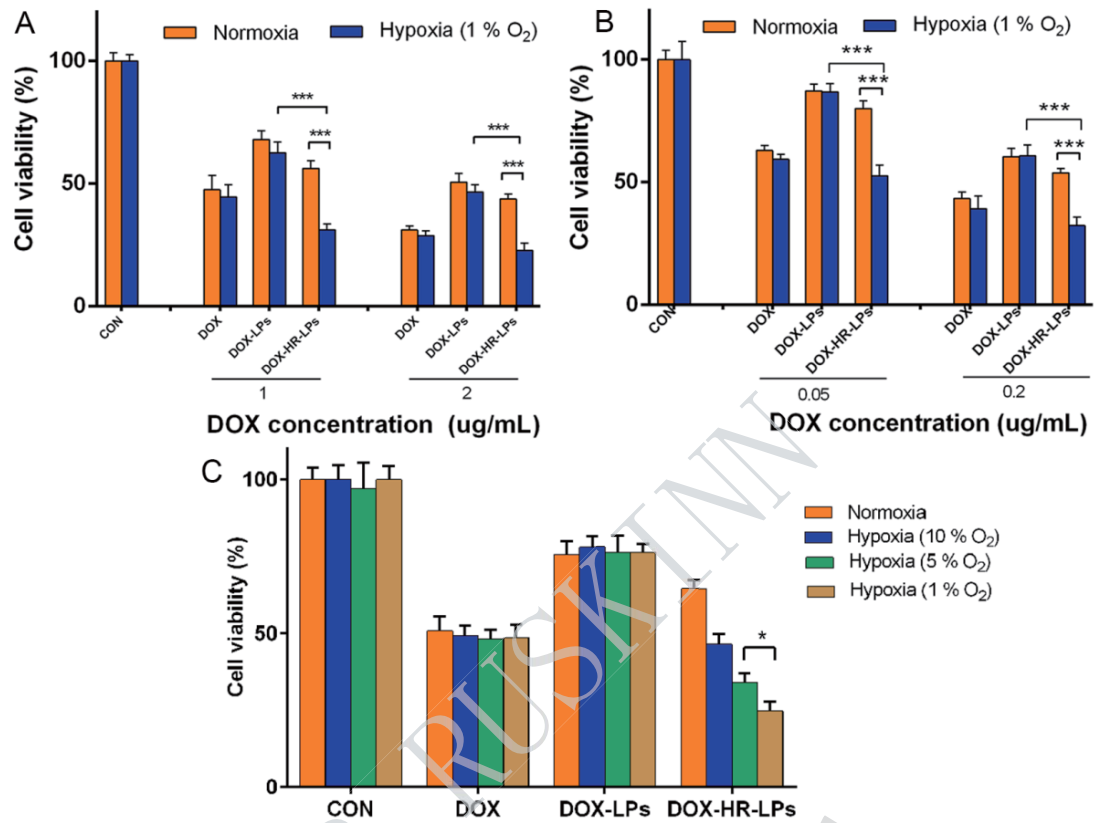 A
Normoxia Hypoxia (1 % O2)
Cell viability (%)
100
50
0
***
***
***
***
CON DOX DOX-LPs DOX-HR-LPs DOX DOX-LPs DOX-HR-LPs
1 2
DOX concentration (ug/mL)
B
Normoxia Hypoxia (1 % O2)
Cell viability (%)
100
50
0
***
***
***
***
CON DOX DOX-LPs DOX-HR-LPs DOX DOX-LPs DOX-HR-LPs
0.05 0.2
DOX concentration (ug/mL)
C
Cell viability (%)
100
50
0
*
CON DOX DOX-LPs DOX-HR-LPs
Normoxia
Hypoxia (10 % O2)
Hypoxia (5 % O2)
Hypoxia (1 % O2)
RUSKINN